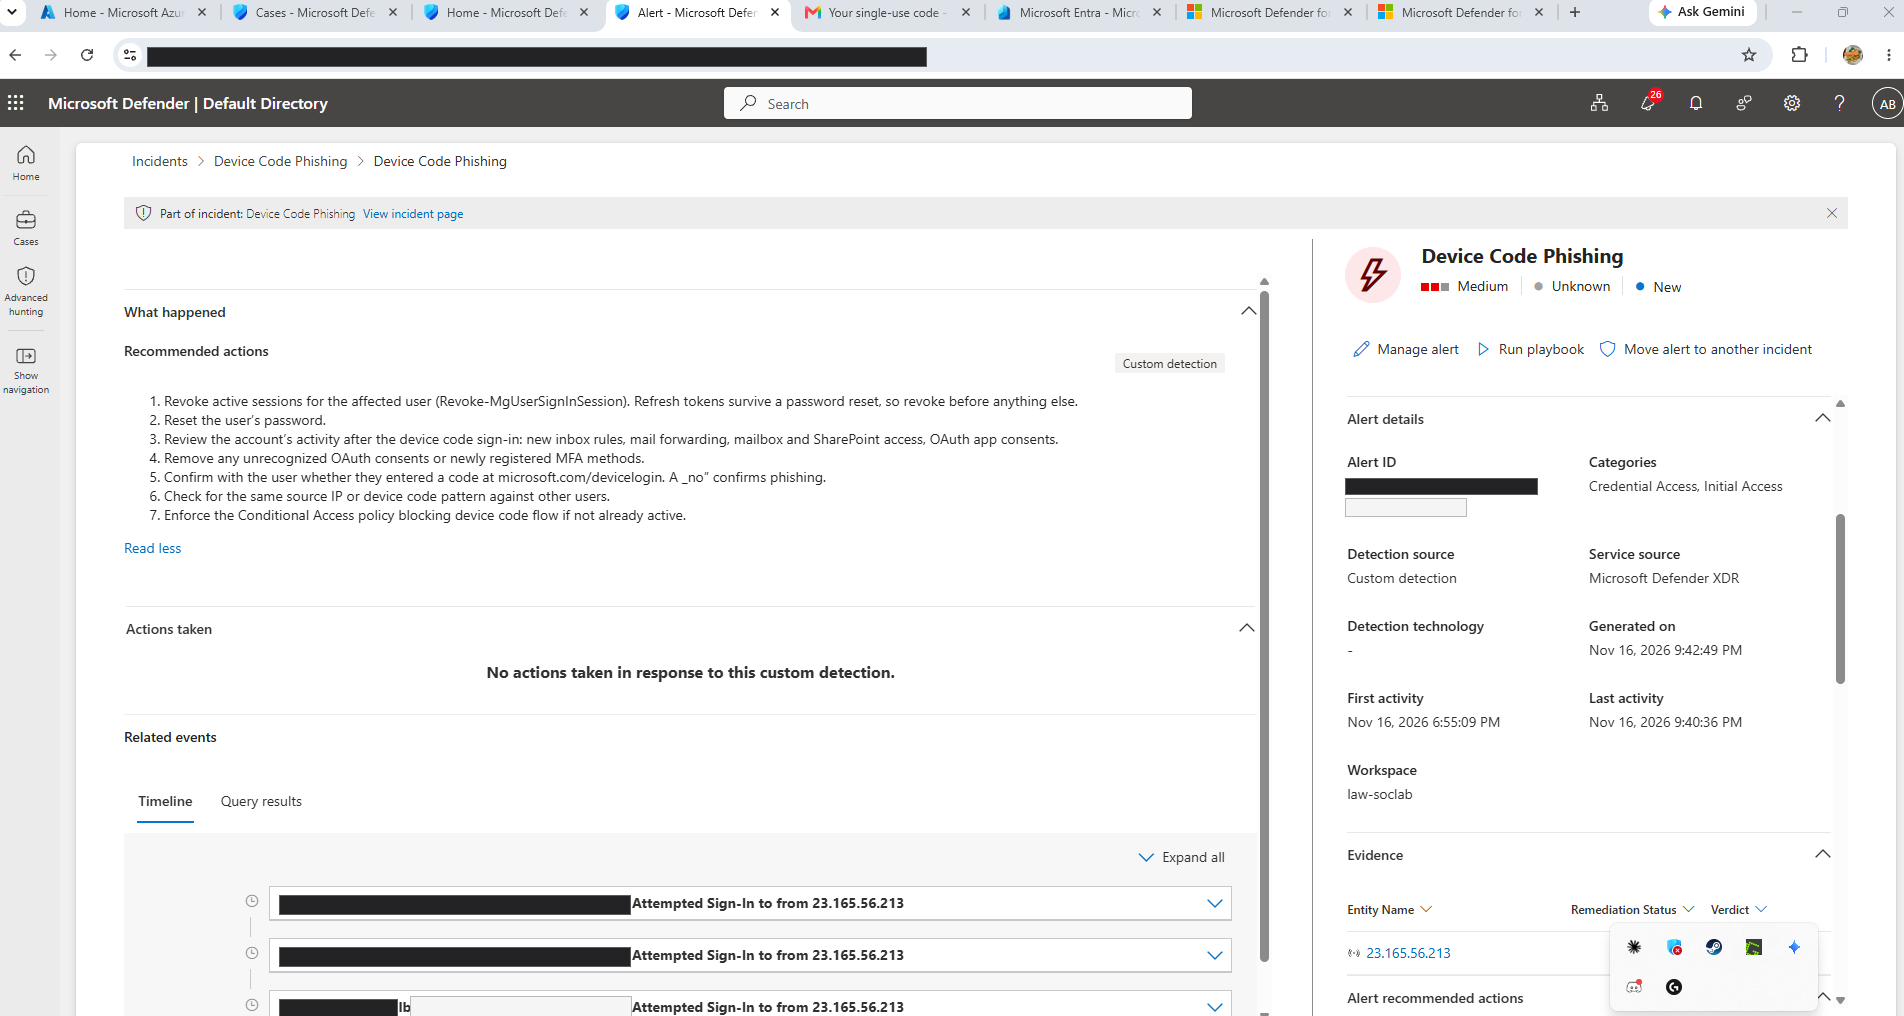 Home - Microsoft Azur
Cases - Microsoft Defe
Home - Microsoft Defe
Alert - Microsoft Defen
Your single-use code -
Microsoft Entra - Micro
Microsoft Defender for
Microsoft Defender for
Ask Gemini
Microsoft Defender | Default Directory
Search
26
AB
Home
Cases
Advanced
hunting
Show
navigation
Incidents > Device Code Phishing > Device Code Phishing
Part of incident: Device Code Phishing View incident page
What happened
Recommended actions
Custom detection
1. Revoke active sessions for the affected user (Revoke-MgUserSignInSession). Refresh tokens survive a password reset, so revoke before anything else.
2. Reset the user's password.
3. Review the account's activity after the device code sign-in: new inbox rules, mail forwarding, mailbox and SharePoint access, OAuth app consents.
4. Remove any unrecognized OAuth consents or newly registered MFA methods.
5. Confirm with the user whether they entered a code at microsoft.com/devicelogin. A _no” confirms phishing.
6. Check for the same source IP or device code pattern against other users.
7. Enforce the Conditional Access policy blocking device code flow if not already active.
Read less
Actions taken
No actions taken in response to this custom detection.
Related events
Timeline
Query results
Expand all
Attempted Sign-In to from 23.165.56.213
Attempted Sign-In to from 23.165.56.213
lb Attempted Sign-In to from 23.165.56.213
Device Code Phishing
Medium
Unknown
New
Manage alert
Run playbook
Move alert to another incident
Alert details
Alert ID
Categories
Credential Access, Initial Access
Detection source
Service source
Custom detection
Microsoft Defender XDR
Detection technology
Generated on
-
Nov 16, 2026 9:42:49 PM
First activity
Last activity
Nov 16, 2026 6:55:09 PM
Nov 16, 2026 9:40:36 PM
Workspace
law-soclab
Evidence
Entity Name
Remediation Status
Verdict
23.165.56.213
Alert recommended actions